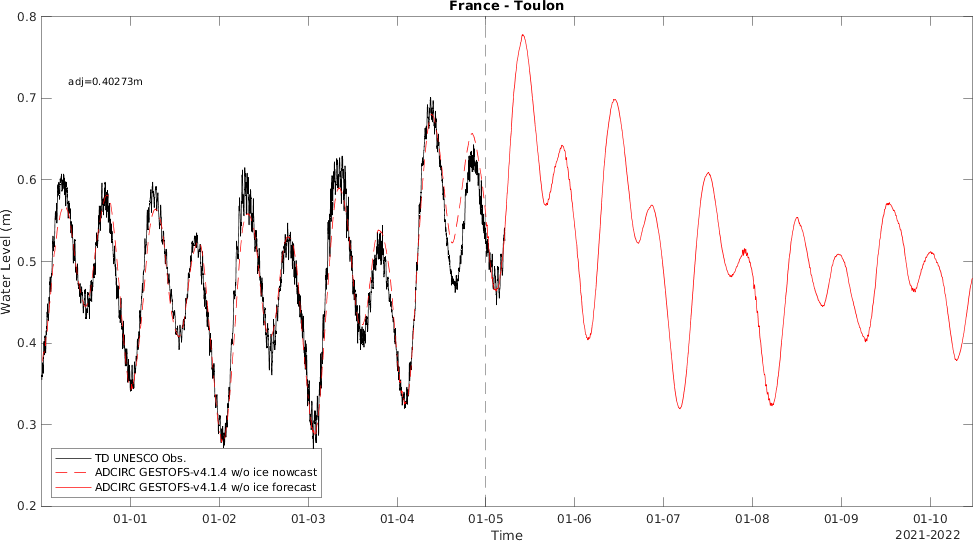 France - Toulon
0.8
adj=0.40273m
0.7
0.6
0.5
Water Level (m)
0.4
0.3
TD UNESCO Obs.
ADCIRC GESTOFS-v4.1.4 w/o ice nowcast
ADCIRC GESTOFS-v4.1.4 w/o ice forecast
0.2
01-01 01-02 01-03 01-04 01-05 01-06 01-07 01-08 01-09 01-10
Time
2021-2022